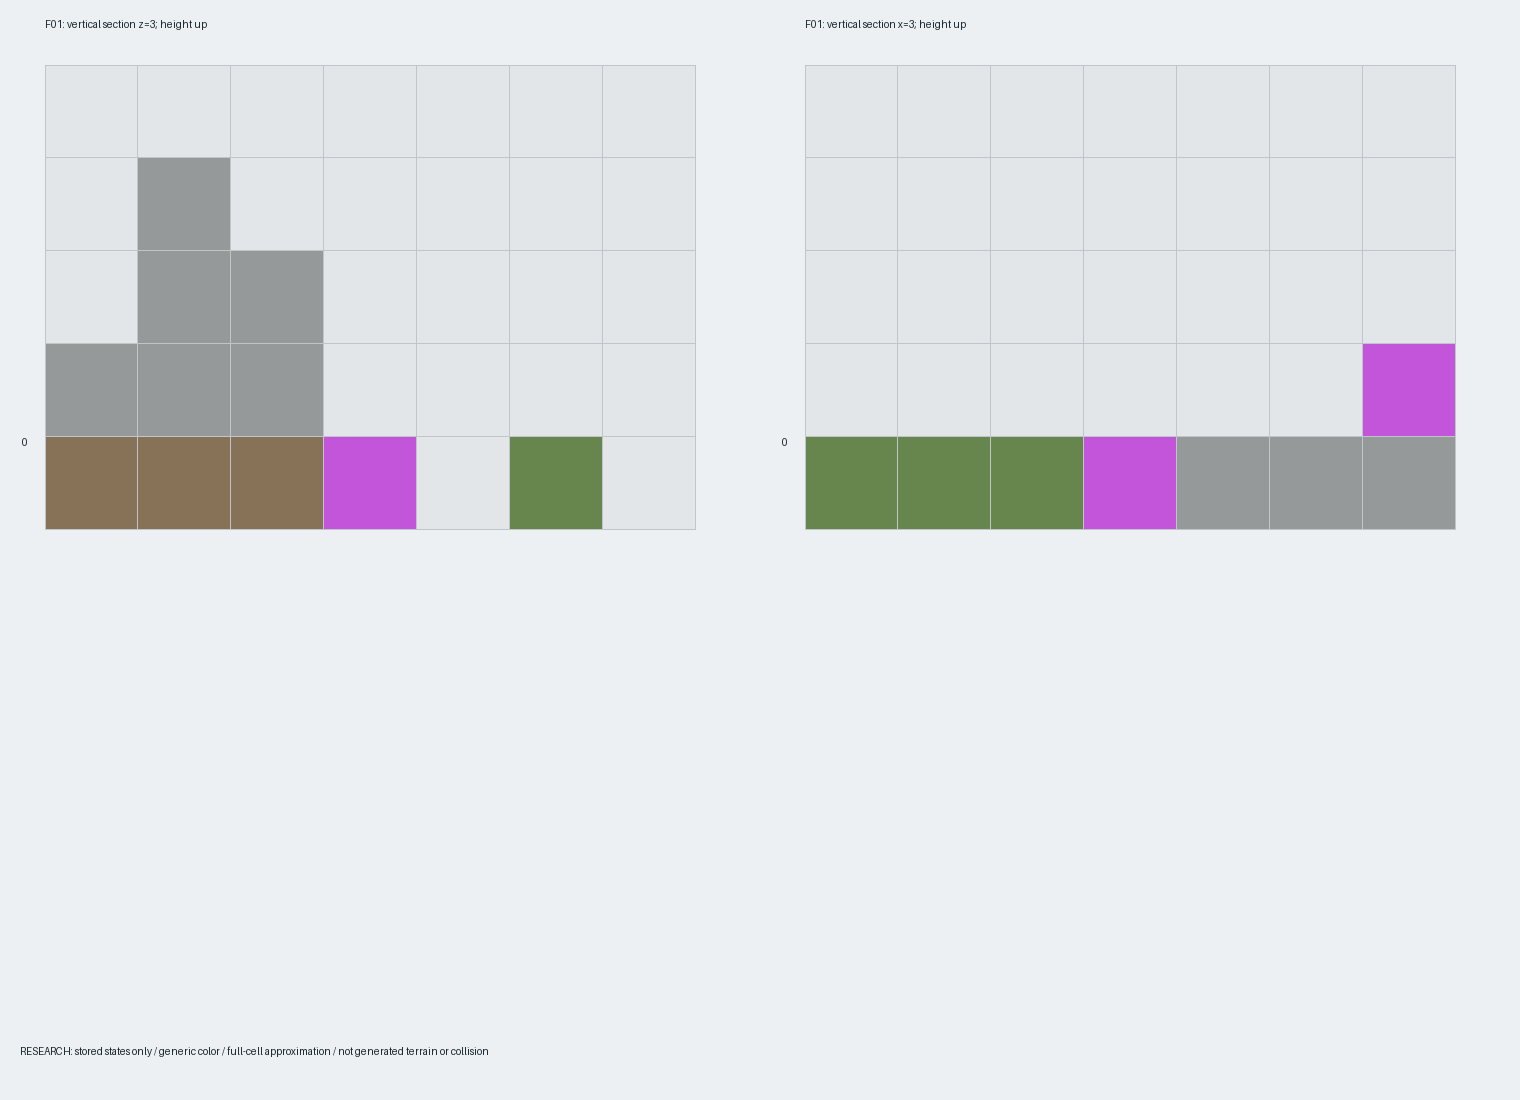 F01: vertical section z=3; height up
F01: vertical section x=3; height up
0
0
RESEARCH: stored states only / generic color / full-cell approximation / not generated terrain or collision